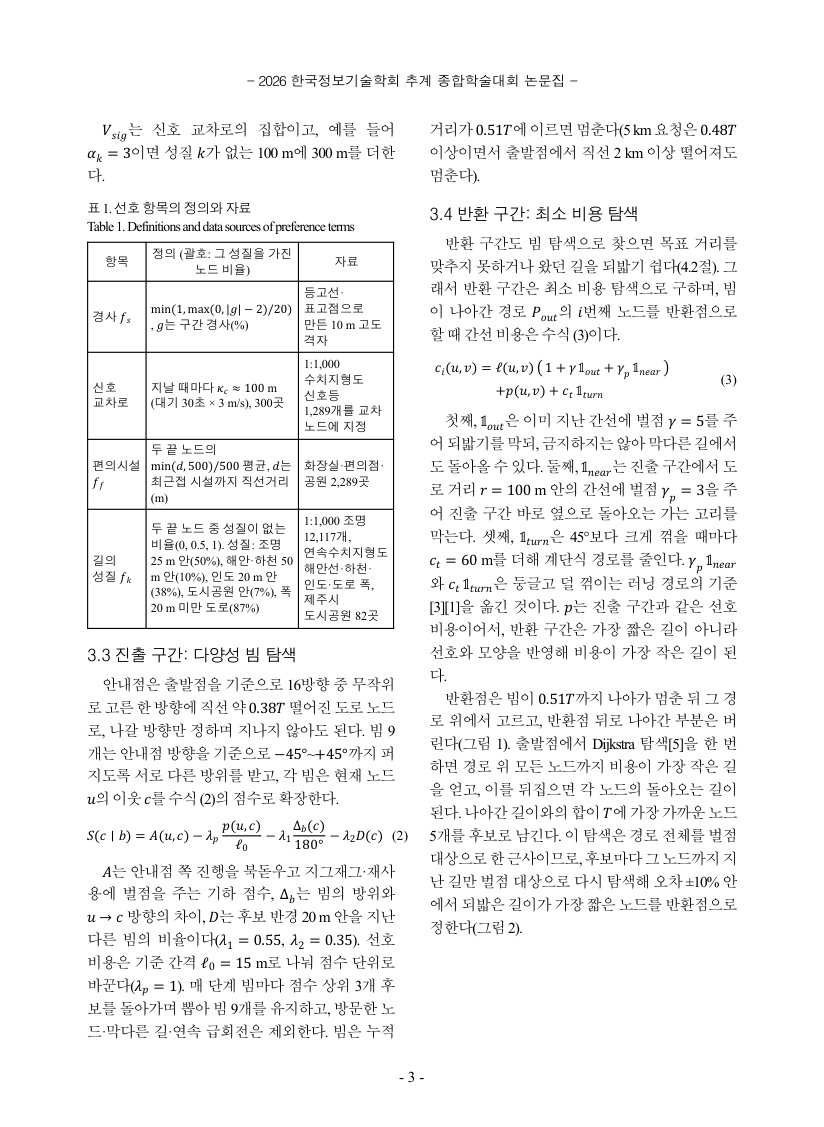 - 2026 한국정보기술학회 추계 종합학술대회 논문집 -
V_sig는 신호 교차로의 집합이고, 예를 들어
α_k = 3이면 성질 k가 없는 100 m에 300 m를 더한
다.
표 1. 선호 항목의 정의와 자료
Table 1. Definitions and data sources of preference terms
항목
정의 (괄호: 그 성질을 가진
노드 비율)
자료
경사 f_s
min(1, max(0, |g| − 2)/20)
, g는 구간 경사(%)
등고선·
표고점으로
만든 10 m 고도
격자
신호
교차로
지날 때마다 κ_c ≈ 100 m
(대기 30초 × 3 m/s), 300곳
1:1,000
수치지형도
신호등
1,289개를 교차
노드에 지정
편의시설
f_f
두 끝 노드의
min(d, 500)/500 평균, d는
최근접 시설까지 직선거리
(m)
화장실·편의점·
공원 2,289곳
길의
성질 f_k
두 끝 노드 중 성질이 없는
비율(0, 0.5, 1). 성질: 조명
25 m 안(50%), 해안·하천 50
m 안(10%), 인도 20 m 안
(38%), 도시공원 안(7%), 폭
20 m 미만 도로(87%)
1:1,000 조명
12,117개,
연속수치지형도
해안선·하천·
인도·도로 폭,
제주시
도시공원 82곳
3.3 진출 구간: 다양성 빔 탐색
안내점은 출발점을 기준으로 16방향 중 무작위
로 고른 한 방향에 직선 약 0.38T 떨어진 도로 노드
로, 나갈 방향만 정하며 지나지 않아도 된다. 빔 9
개는 안내점 방향을 기준으로 −45°~+45°까지 퍼
지도록 서로 다른 방위를 받고, 각 빔은 현재 노드
u의 이웃 c를 수식 (2)의 점수로 확장한다.
S(c ∣ b) = A(u, c) − λ_p p(u, c)/ℓ_0 − λ_1 Δ_b(c)/180° − λ_2 D(c) (2)
A는 안내점 쪽 진행을 북돋우고 지그재그·재사
용에 벌점을 주는 기하 점수, Δ_b는 빔의 방위와
u → c 방향의 차이, D는 후보 반경 20 m 안을 지난
다른 빔의 비율이다(λ_1 = 0.55, λ_2 = 0.35). 선호
비용은 기준 간격 ℓ_0 = 15 m로 나눠 점수 단위로
바꾼다(λ_p = 1). 매 단계 빔마다 점수 상위 3개 후
보를 돌아가며 뽑아 빔 9개를 유지하고, 방문한 노
드·막다른 길·연속 급회전은 제외한다. 빔은 누적
거리가 0.51T에 이르면 멈춘다(5 km 요청은 0.48T
이상이면서 출발점에서 직선 2 km 이상 떨어져도
멈춘다).
3.4 반환 구간: 최소 비용 탐색
반환 구간도 빔 탐색으로 찾으면 목표 거리를
맞추지 못하거나 왔던 길을 되밟기 쉽다(4.2절). 그
래서 반환 구간은 최소 비용 탐색으로 구하며, 빔
이 나아간 경로 P_out의 i번째 노드를 반환점으로
할 때 간선 비용은 수식 (3)이다.
c_i(u, v) = ℓ(u, v) ( 1 + γ 𝟙_out + γ_p 𝟙_near )
+p(u, v) + c_t 𝟙_turn (3)
첫째, 𝟙_out은 이미 지난 간선에 벌점 γ = 5를 주
어 되밟기를 막되, 금지하지는 않아 막다른 길에서
도 돌아올 수 있다. 둘째, 𝟙_near는 진출 구간에서 도
로 거리 r = 100 m 안의 간선에 벌점 γ_p = 3을 주
어 진출 구간 바로 옆으로 돌아오는 가는 고리를
막는다. 셋째, 𝟙_turn은 45°보다 크게 꺾을 때마다
c_t = 60 m를 더해 계단식 경로를 줄인다. γ_p 𝟙_near
와 c_t 𝟙_turn은 둥글고 덜 꺾이는 러닝 경로의 기준
[3][1]을 옮긴 것이다. p는 진출 구간과 같은 선호
비용이어서, 반환 구간은 가장 짧은 길이 아니라
선호와 모양을 반영해 비용이 가장 작은 길이 된
다.
반환점은 빔이 0.51T까지 나아가 멈춘 뒤 그 경
로 위에서 고르고, 반환점 뒤로 나아간 부분은 버
린다(그림 1). 출발점에서 Dijkstra 탐색[5]을 한 번
하면 경로 위 모든 노드까지 비용이 가장 작은 길
을 얻고, 이를 뒤집으면 각 노드의 돌아오는 길이
된다. 나아간 길이와의 합이 T에 가장 가까운 노드
5개를 후보로 남긴다. 이 탐색은 경로 전체를 벌점
대상으로 한 근사이므로, 후보마다 그 노드까지 지
난 길만 벌점 대상으로 다시 탐색해 오차 ±10% 안
에서 되밟은 길이가 가장 짧은 노드를 반환점으로
정한다(그림 2).
- 3 -